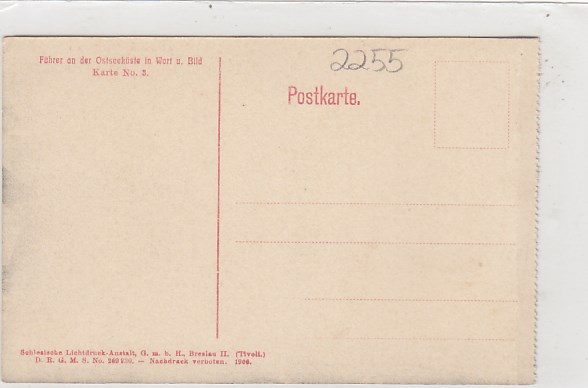 Führer an der Ostseeküste in Wort u. Bild
Karte No. 3.
2255
Postkarte.
Schlesische Lichtdruck-Anstalt, G. m. b. H., Breslau II. (Tivoli.)
D. R. G. M. S. No. — Nachdruck verboten. 1906.